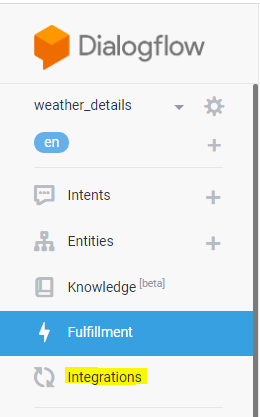 Dialogflow
weather_details
en
Intents
Entities
Knowledge [beta]
Fulfillment
Integrations